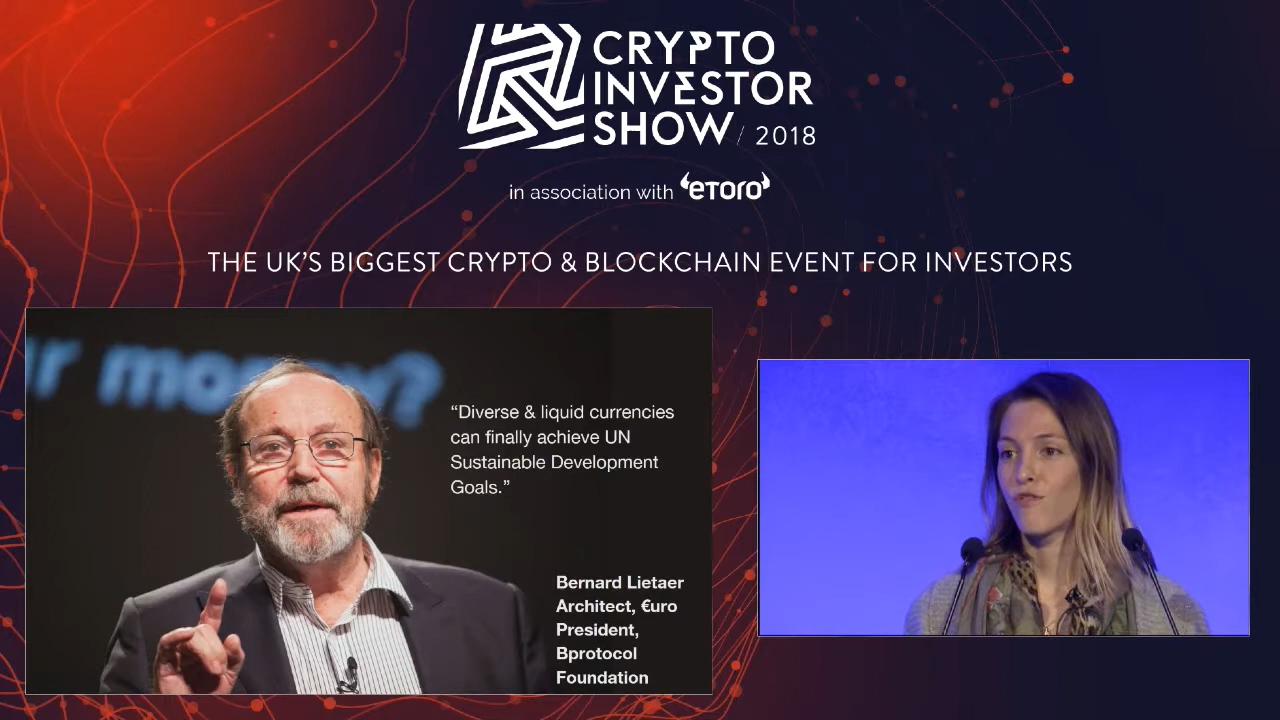 CRYPTO
INVESTOR
SHOW / 2018
in association with eToro
THE UK'S BIGGEST CRYPTO & BLOCKCHAIN EVENT FOR INVESTORS
r money?
“Diverse & liquid currencies
can finally achieve UN
Sustainable Development
Goals.”
Bernard Lietaer
Architect, €uro
President,
Bprotocol
Foundation